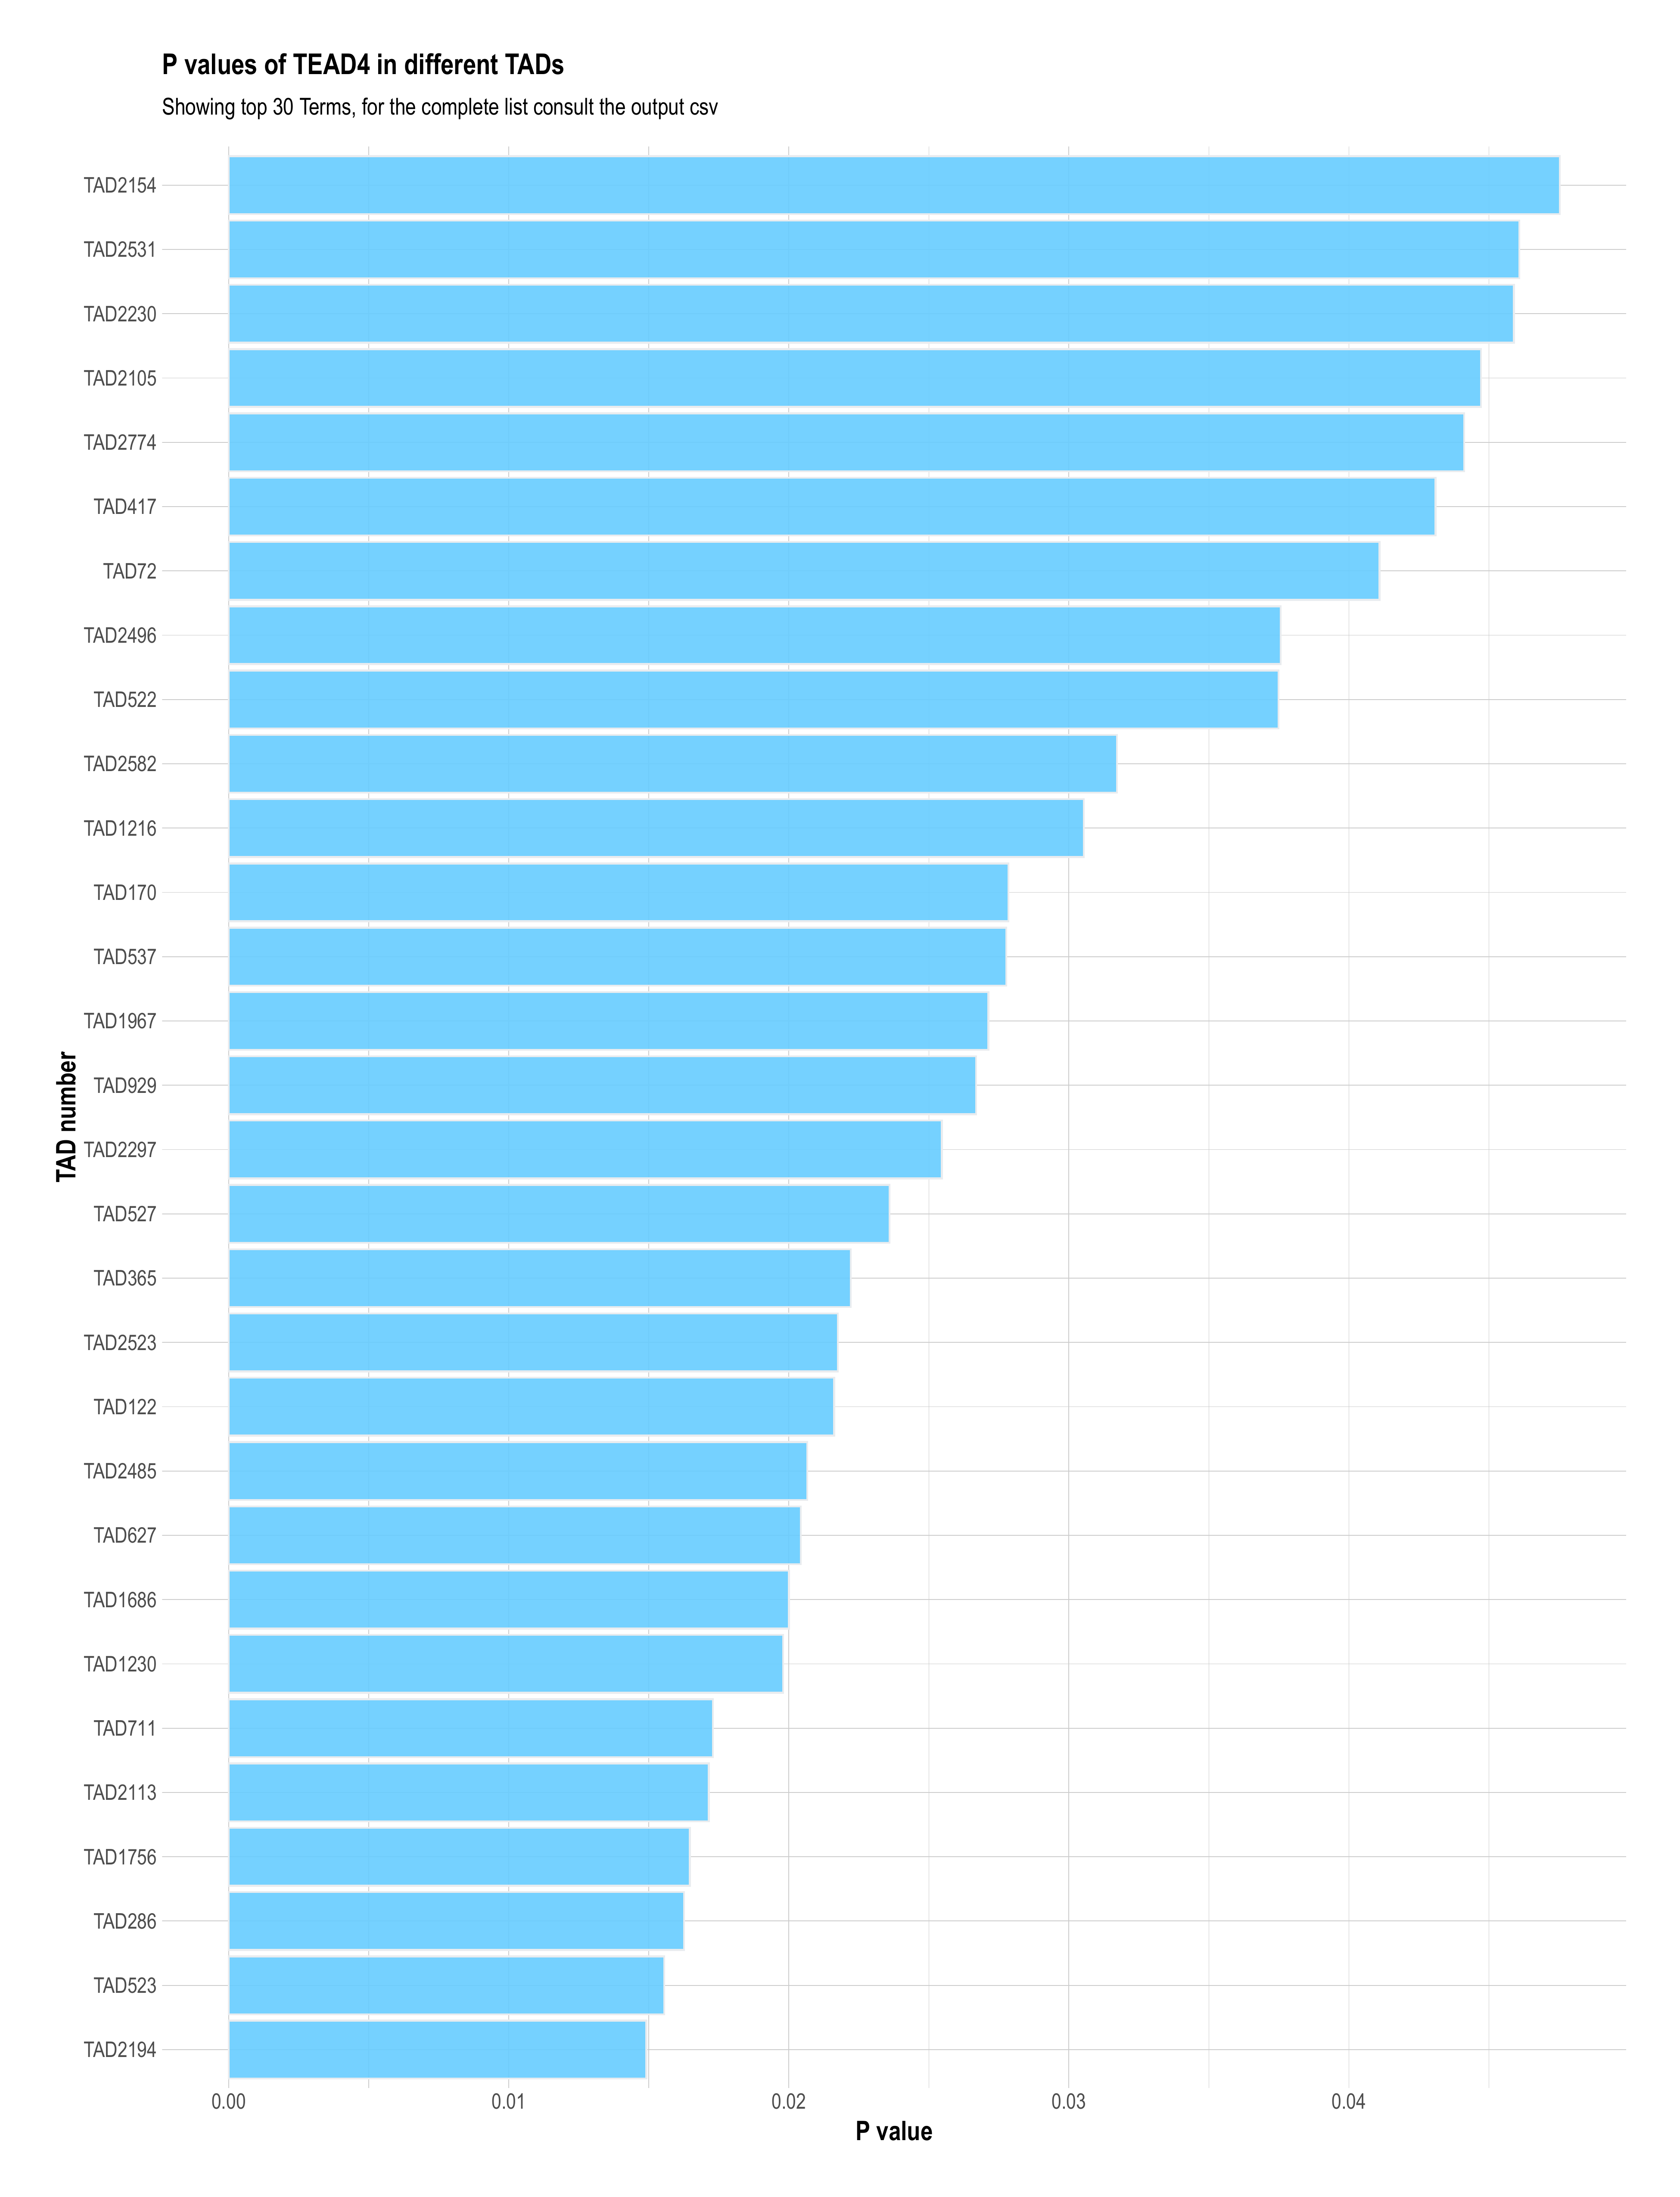 P values of TEAD4 in different TADs
Showing top 30 Terms, for the complete list consult the output csv
TAD number
TAD2154
TAD2531
TAD2230
TAD2105
TAD2774
TAD417
TAD72
TAD2496
TAD522
TAD2582
TAD1216
TAD170
TAD537
TAD1967
TAD929
TAD2297
TAD527
TAD365
TAD2523
TAD122
TAD2485
TAD627
TAD1686
TAD1230
TAD711
TAD2113
TAD1756
TAD286
TAD523
TAD2194
0.00 0.01 0.02 0.03 0.04
P value